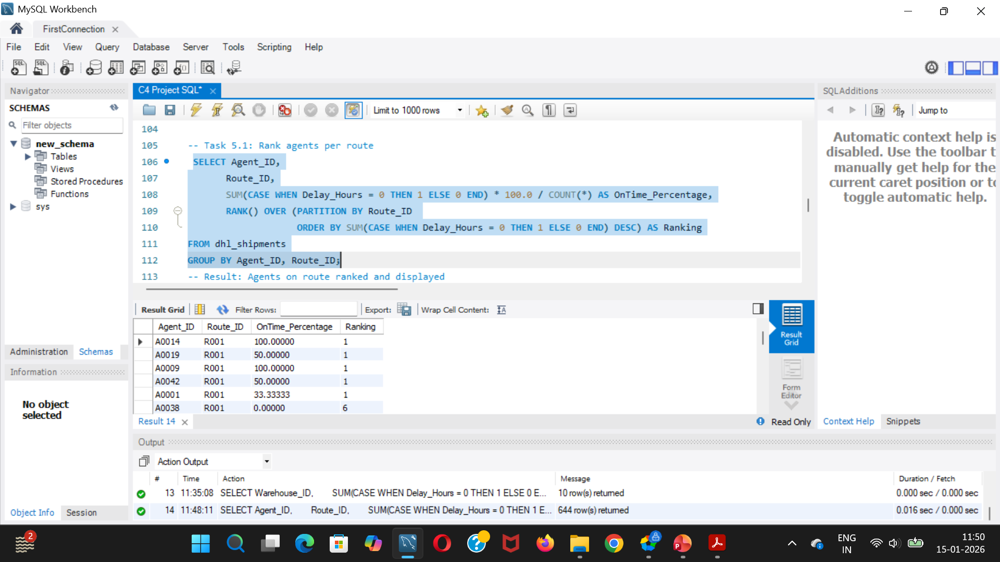 MySQL Workbench
FirstConnection
File Edit View Query Database Server Tools Scripting Help
Navigator
SCHEMAS
Filter objects
new_schema
Tables
Views
Stored Procedures
Functions
sys
Administration Schemas
Information
No object
selected
Object Info Session
C4 Project SQL*
Limit to 1000 rows
104
105 -- Task 5.1: Rank agents per route
106 SELECT Agent_ID,
107 Route_ID,
108 SUM(CASE WHEN Delay_Hours = 0 THEN 1 ELSE 0 END) * 100.0 / COUNT(*) AS OnTime_Percentage,
109 RANK() OVER (PARTITION BY Route_ID
110 ORDER BY SUM(CASE WHEN Delay_Hours = 0 THEN 1 ELSE 0 END) DESC) AS Ranking
111 FROM dhl_shipments
112 GROUP BY Agent_ID, Route_ID;
113 -- Result: Agents on route ranked and displayed
Result Grid Filter Rows: Export: Wrap Cell Content:
Agent_ID Route_ID OnTime_Percentage Ranking
A0014 R001 100.00000 1
A0019 R001 50.00000 1
A0009 R001 100.00000 1
A0042 R001 50.00000 1
A0001 R001 33.33333 1
A0038 R001 0.00000 6
Result
Grid
Form
Editor
Result 14
Read Only
SQLAdditions
Jump to
Automatic context help is
disabled. Use the toolbar t
manually get help for the
current caret position or to
toggle automatic help.
Context Help Snippets
Output
Action Output
# Time Action Message Duration / Fetch
13 11:35:08 SELECT Warehouse_ID, SUM(CASE WHEN Delay_Hours = 0 THEN 1 ELSE 0 E... 10 row(s) returned 0.000 sec / 0.000 sec
14 11:48:11 SELECT Agent_ID, Route_ID, SUM(CASE WHEN Delay_Hours = 0 THEN 1 E... 644 row(s) returned 0.016 sec / 0.000 sec
2
ENG
IN
11:50
15-01-2026